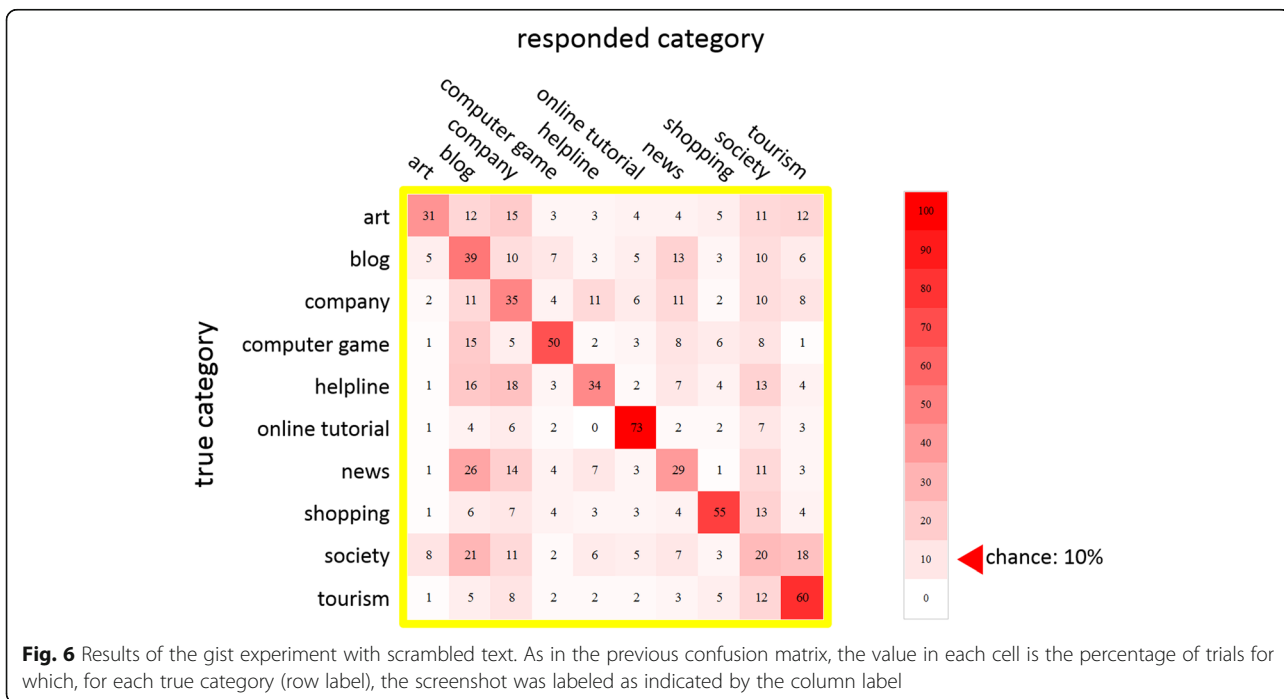 responded category
art blog company computer game helpline online tutorial news shopping society tourism
true category
art 31 12 15 3 3 4 4 5 11 12
blog 5 39 10 7 3 5 13 3 10 6
company 2 11 35 4 11 6 11 2 10 8
computer game 1 15 5 50 2 3 8 6 8 1
helpline 1 16 18 3 34 2 7 4 13 4
online tutorial 1 4 6 2 0 73 2 2 7 3
news 1 26 14 4 7 3 29 1 11 3
shopping 1 6 7 4 3 3 4 55 13 4
society 8 21 11 2 6 5 7 3 20 18
tourism 1 5 8 2 2 2 3 5 12 60
100
90
80
70
60
50
40
30
20
10 chance: 10%
0
Fig. 6 Results of the gist experiment with scrambled text. As in the previous confusion matrix, the value in each cell is the percentage of trials for
which, for each true category (row label), the screenshot was labeled as indicated by the column label